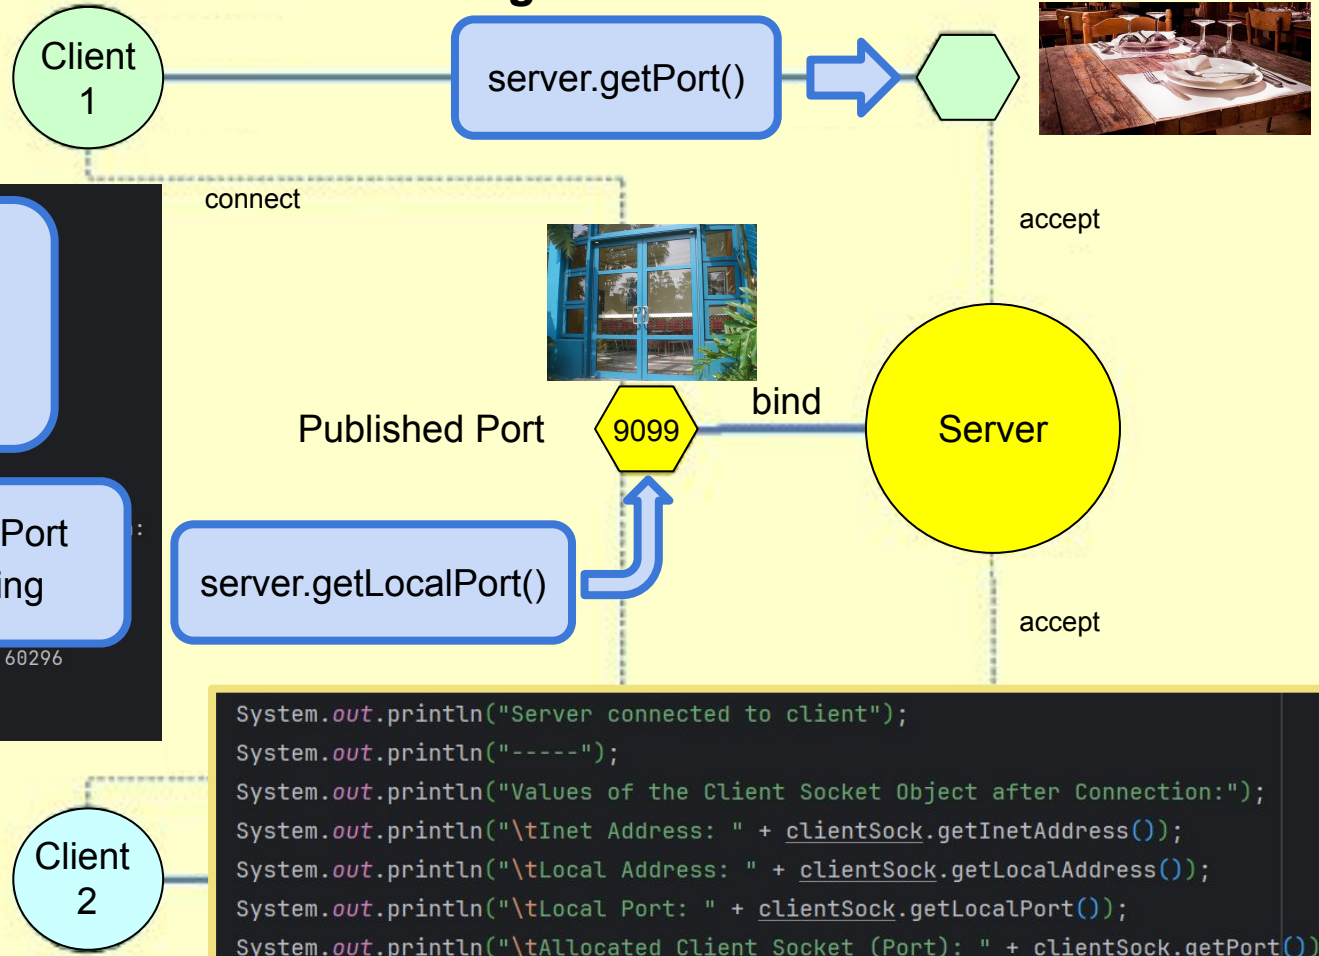 g
Client
1
server.getPort()
connect
accept
Published Port
9099
bind
Server
Port
:
ing
server.getLocalPort()
60296
accept
System.out.println("Server connected to client");
System.out.println("-----");
System.out.println("Values of the Client Socket Object after Connection:");
System.out.println("\tInet Address: " + clientSock.getInetAddress());
System.out.println("\tLocal Address: " + clientSock.getLocalAddress());
System.out.println("\tLocal Port: " + clientSock.getLocalPort());
System.out.println("\tAllocated Client Socket (Port): " + clientSock.getPort())
Client
2